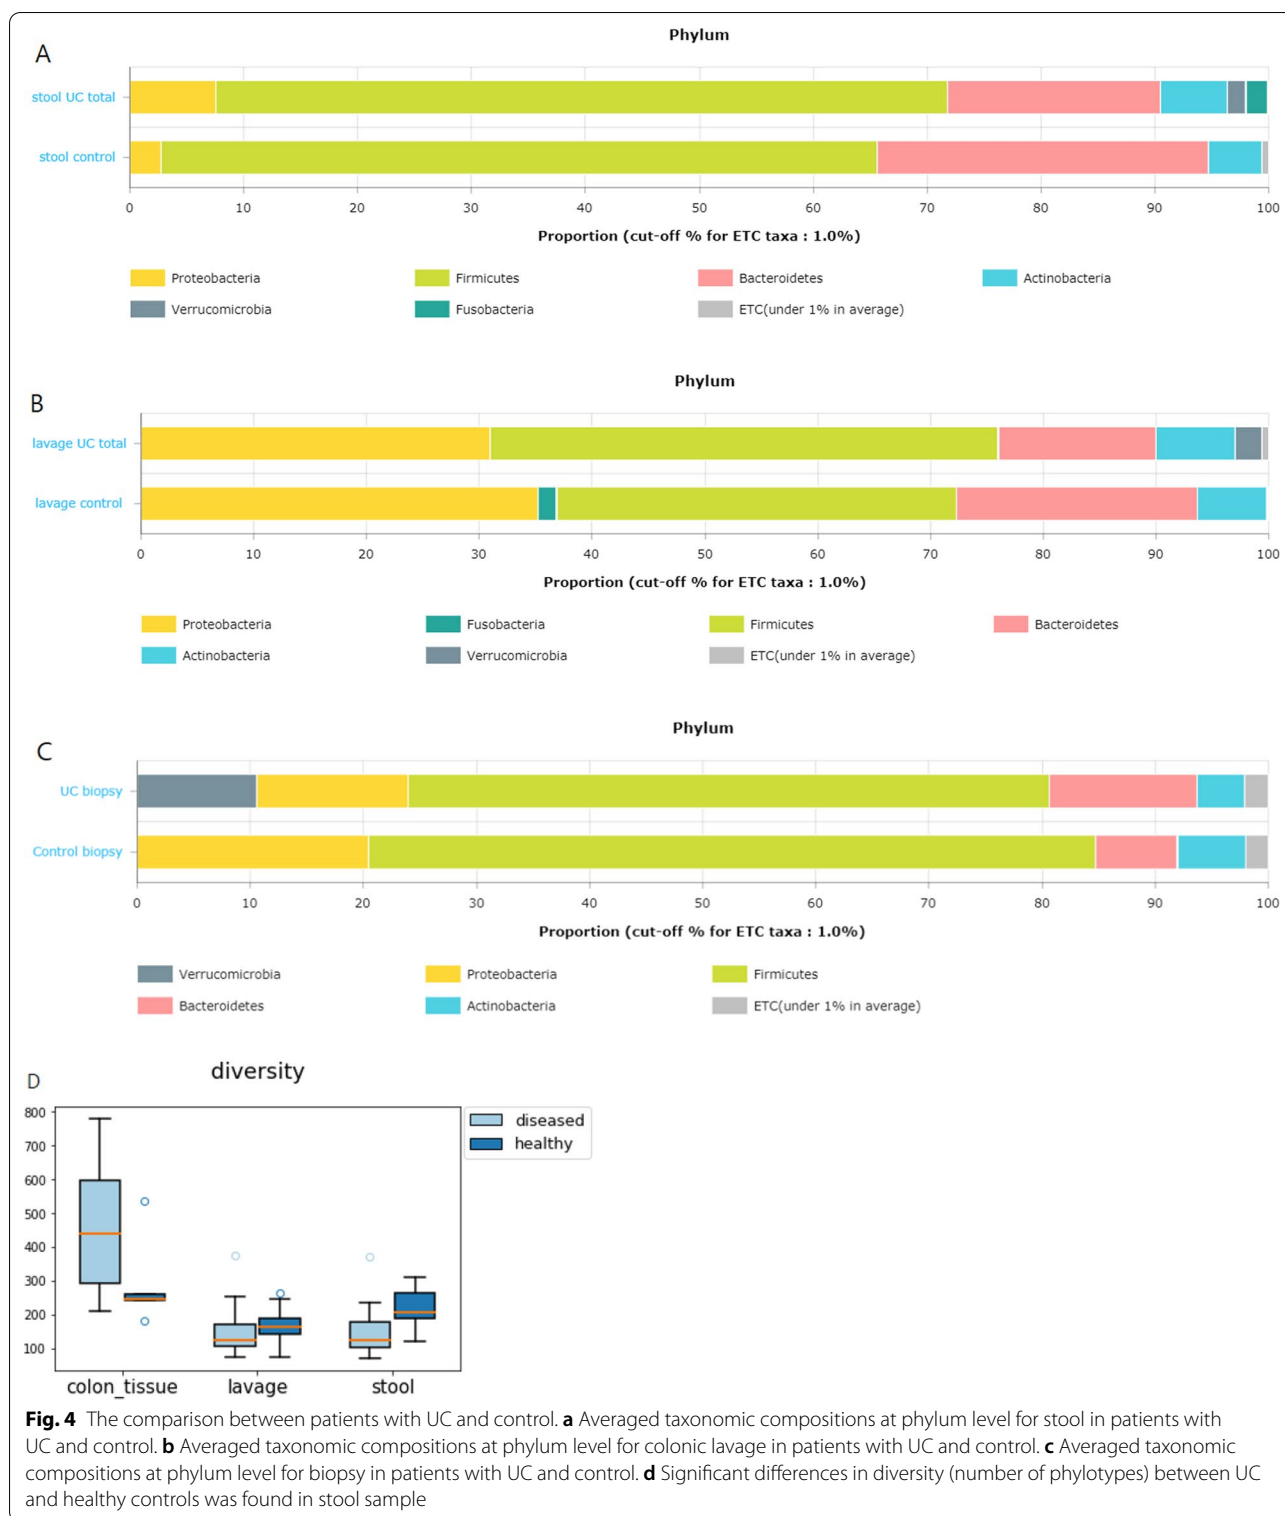 A
Phylum
stool UC total
stool control
0 10 20 30 40 50 60 70 80 90 100
Proportion (cut-off % for ETC taxa : 1.0%)
Proteobacteria Firmicutes Bacteroidetes Actinobacteria
Verrucomicrobia Fusobacteria ETC(under 1% in average)
B
Phylum
lavage UC total
lavage control
0 10 20 30 40 50 60 70 80 90 100
Proportion (cut-off % for ETC taxa : 1.0%)
Proteobacteria Fusobacteria Firmicutes Bacteroidetes
Actinobacteria Verrucomicrobia ETC(under 1% in average)
C
Phylum
UC biopsy
Control biopsy
0 10 20 30 40 50 60 70 80 90 100
Proportion (cut-off % for ETC taxa : 1.0%)
Verrucomicrobia Proteobacteria Firmicutes
Bacteroidetes Actinobacteria ETC(under 1% in average)
D
diversity
800
700
600
500
400
300
200
100
diseased
healthy
colon_tissue lavage stool
Fig. 4 The comparison between patients with UC and control. a Averaged taxonomic compositions at phylum level for stool in patients with
UC and control. b Averaged taxonomic compositions at phylum level for colonic lavage in patients with UC and control. c Averaged taxonomic
compositions at phylum level for biopsy in patients with UC and control. d Significant differences in diversity (number of phylotypes) between UC
and healthy controls was found in stool sample